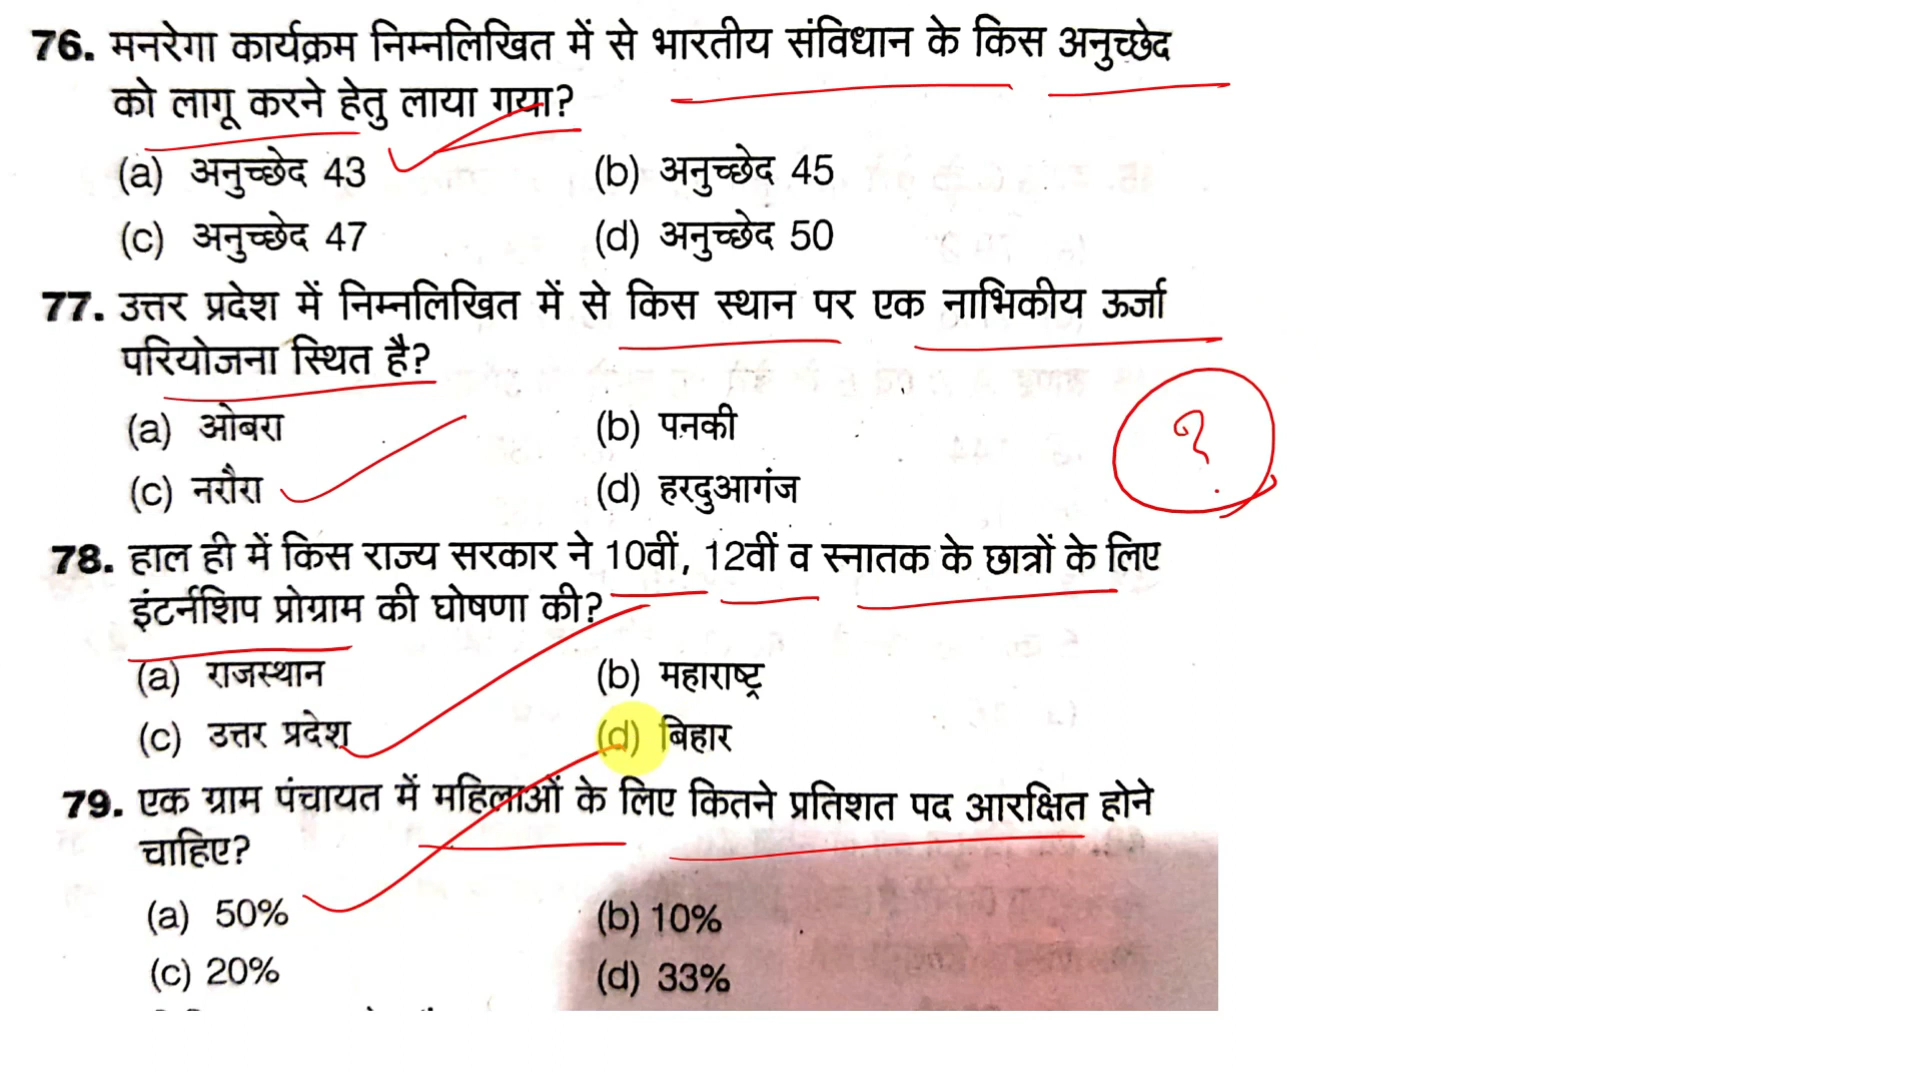 76. मनरेगा कार्यक्रम निम्नलिखित में से भारतीय संविधान के किस अनुच्छेद
को लागू करने हेतु लाया गया?
(a) अनुच्छेद 43 (b) अनुच्छेद 45
(c) अनुच्छेद 47 (d) अनुच्छेद 50
77. उत्तर प्रदेश में निम्नलिखित में से किस स्थान पर एक नाभिकीय ऊर्जा
परियोजना स्थित है?
(a) ओबरा (b) पनकी
(c) नरौरा (d) हरदुआगंज
?
78. हाल ही में किस राज्य सरकार ने 10वीं, 12वीं व स्नातक के छात्रों के लिए
इंटर्नशिप प्रोग्राम की घोषणा की?
(a) राजस्थान (b) महाराष्ट्र
(c) उत्तर प्रदेश (d) बिहार
79. एक ग्राम पंचायत में महिलाओं के लिए कितने प्रतिशत पद आरक्षित होने
चाहिए?
(a) 50% (b) 10%
(c) 20% (d) 33%